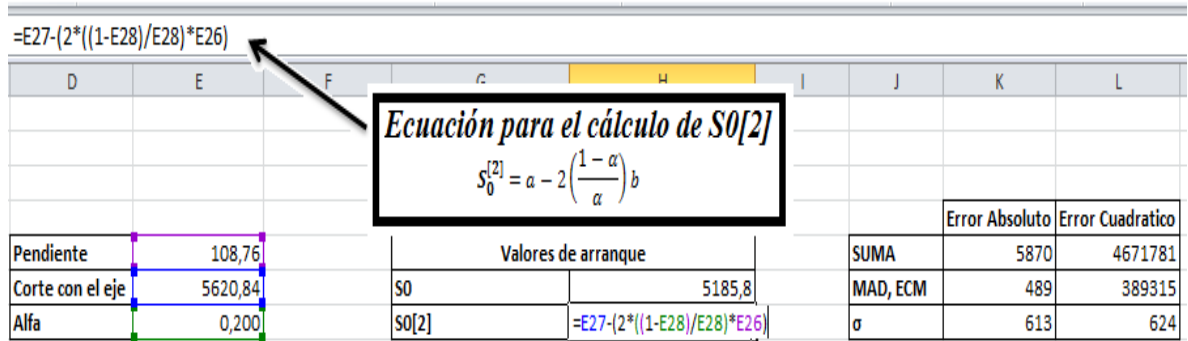 =E27-(2*((1-E28)/E28)*E26)
D E F G H I J K L
Ecuación para el cálculo de S0[2]
S₀^[2] = a − 2 ((1 − α)/α) b
Error Absoluto Error Cuadratico
Pendiente 108,76 Valores de arranque SUMA 5870 4671781
Corte con el eje 5620,84 S0 5185,8 MAD, ECM 489 389315
Alfa 0,200 S0[2] =E27-(2*((1-E28)/E28)*E26) σ 613 624